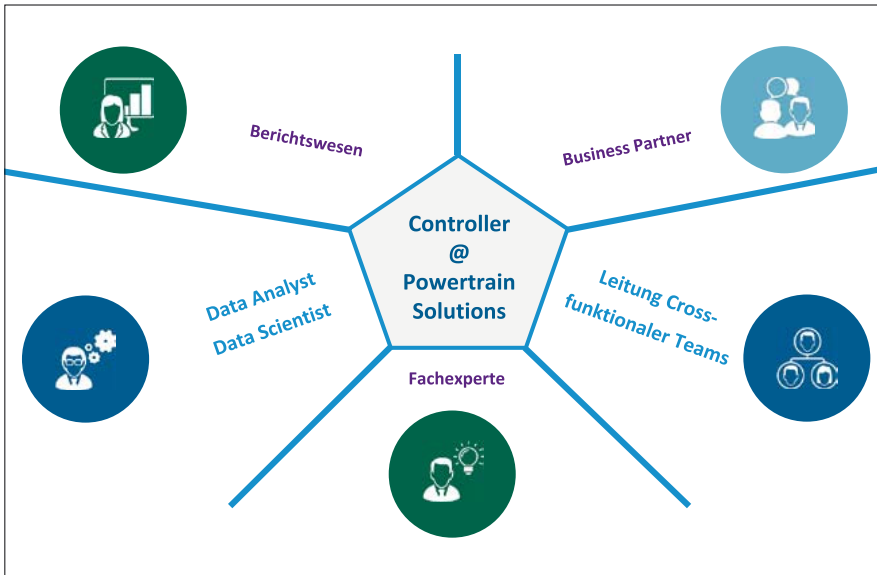 Berichtswesen
Business Partner
Controller
@
Powertrain
Solutions
Data Analyst
Data Scientist
Leitung Cross-
funktionaler Teams
Fachexperte